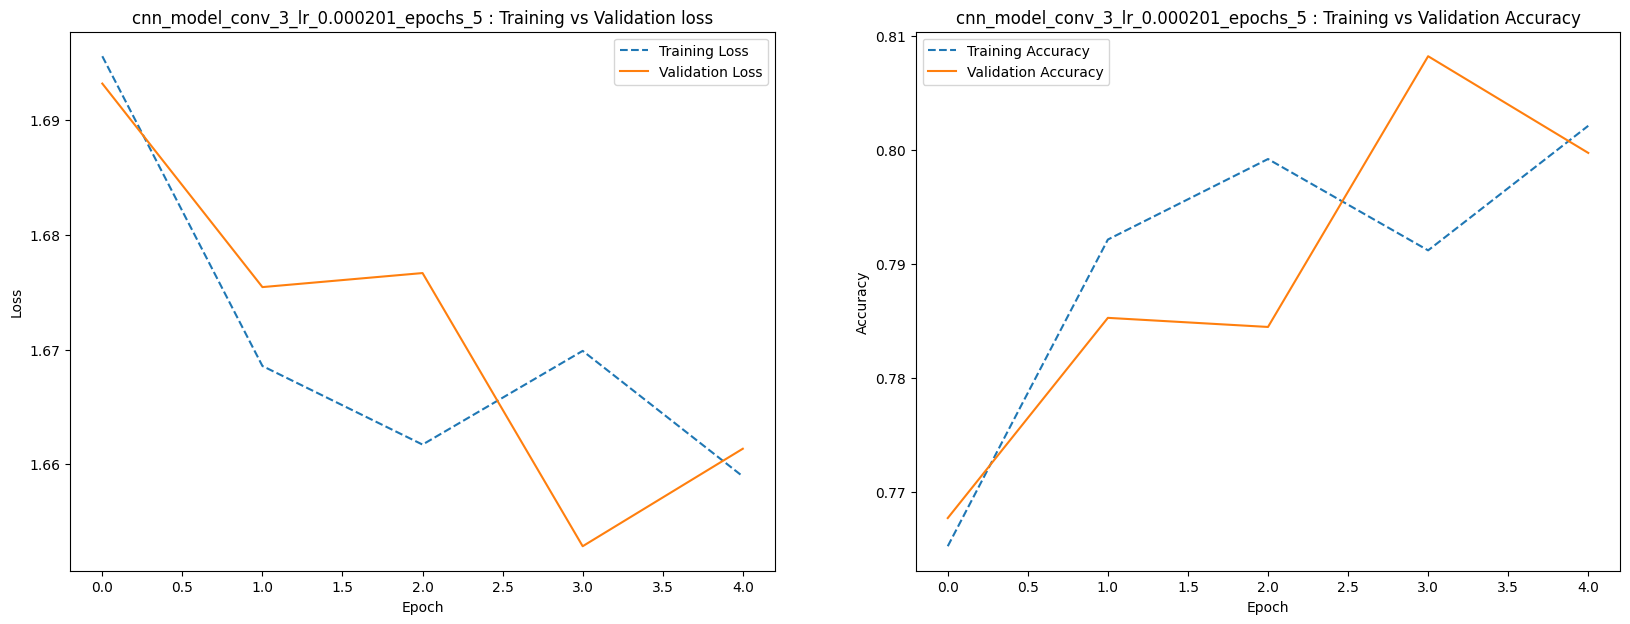 cnn_model_conv_3_lr_0.000201_epochs_5 : Training vs Validation loss
Training Loss
Validation Loss
1.69
1.68
1.67
1.66
Loss
0.0 0.5 1.0 1.5 2.0 2.5 3.0 3.5 4.0
Epoch
cnn_model_conv_3_lr_0.000201_epochs_5 : Training vs Validation Accuracy
Training Accuracy
Validation Accuracy
0.81
0.80
0.79
0.78
0.77
Accuracy
0.0 0.5 1.0 1.5 2.0 2.5 3.0 3.5 4.0
Epoch